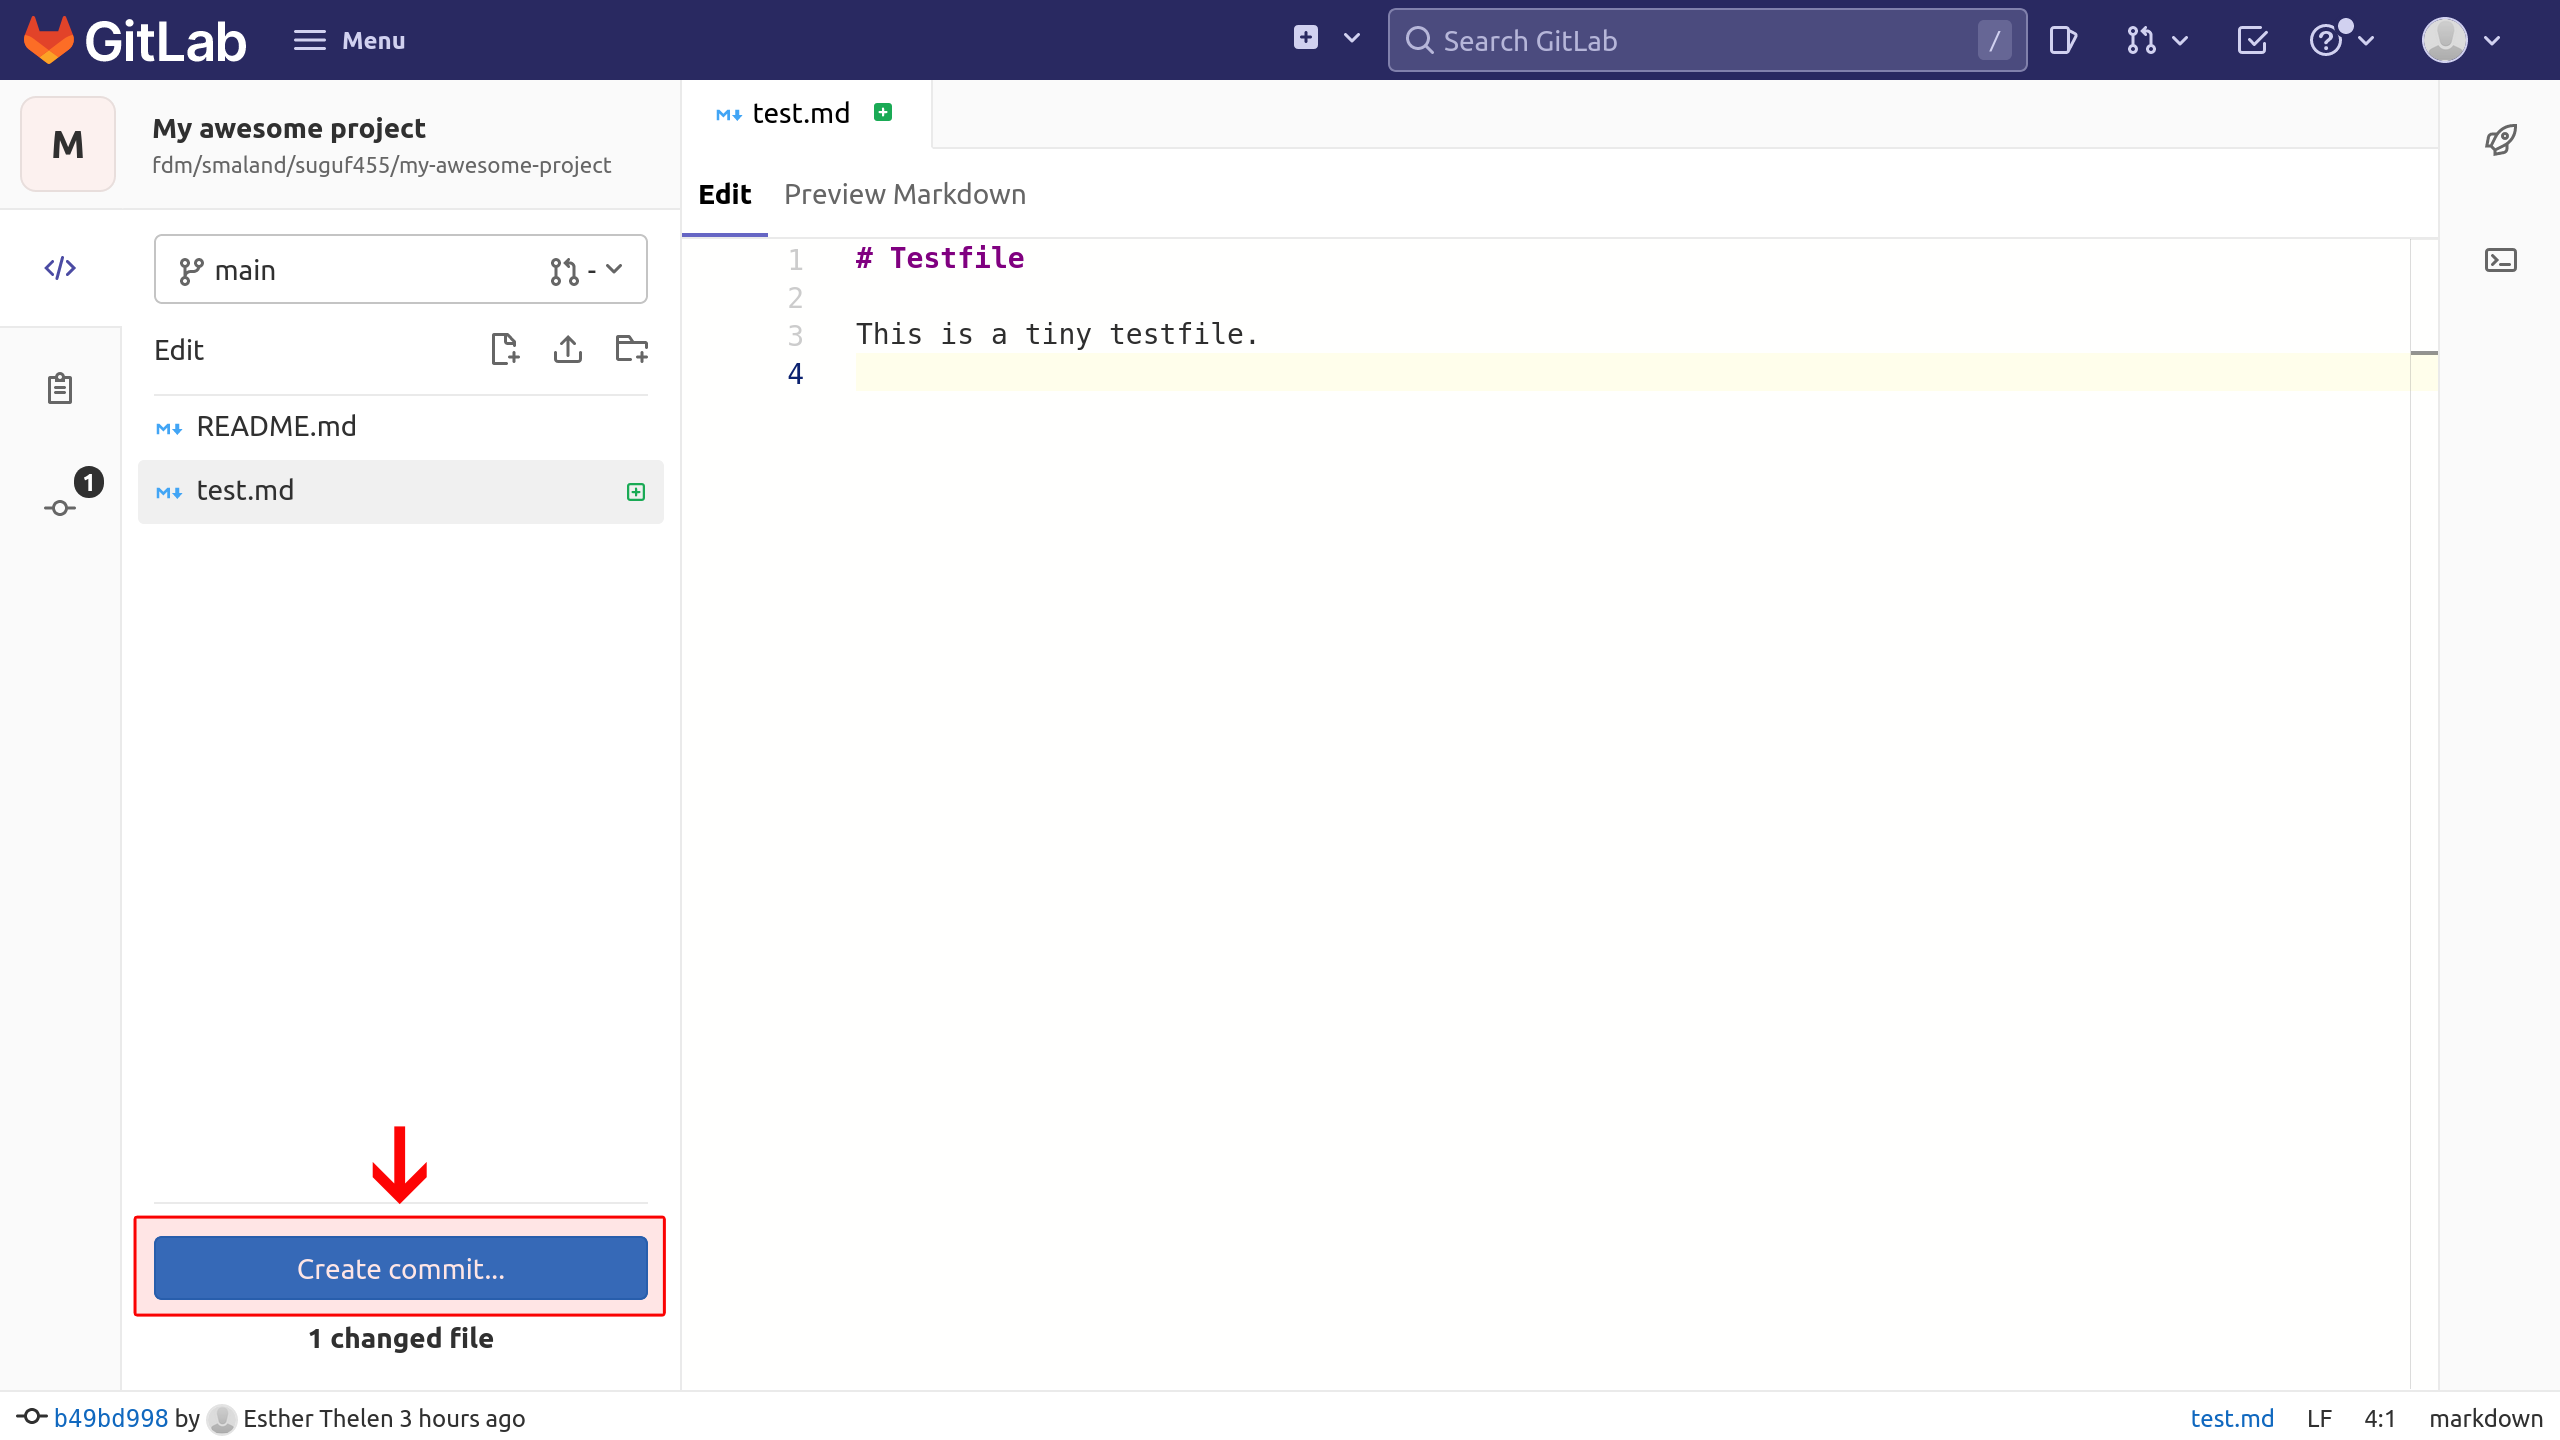 GitLab Menu Search GitLab /
M
My awesome project
fdm/smaland/suguf455/my-awesome-project
main -
Edit
README.md
1
test.md
Create commit...
1 changed file
test.md
Edit Preview Markdown
1 # Testfile
2
3 This is a tiny testfile.
4
b49bd998 by Esther Thelen 3 hours ago
test.md LF 4:1 markdown